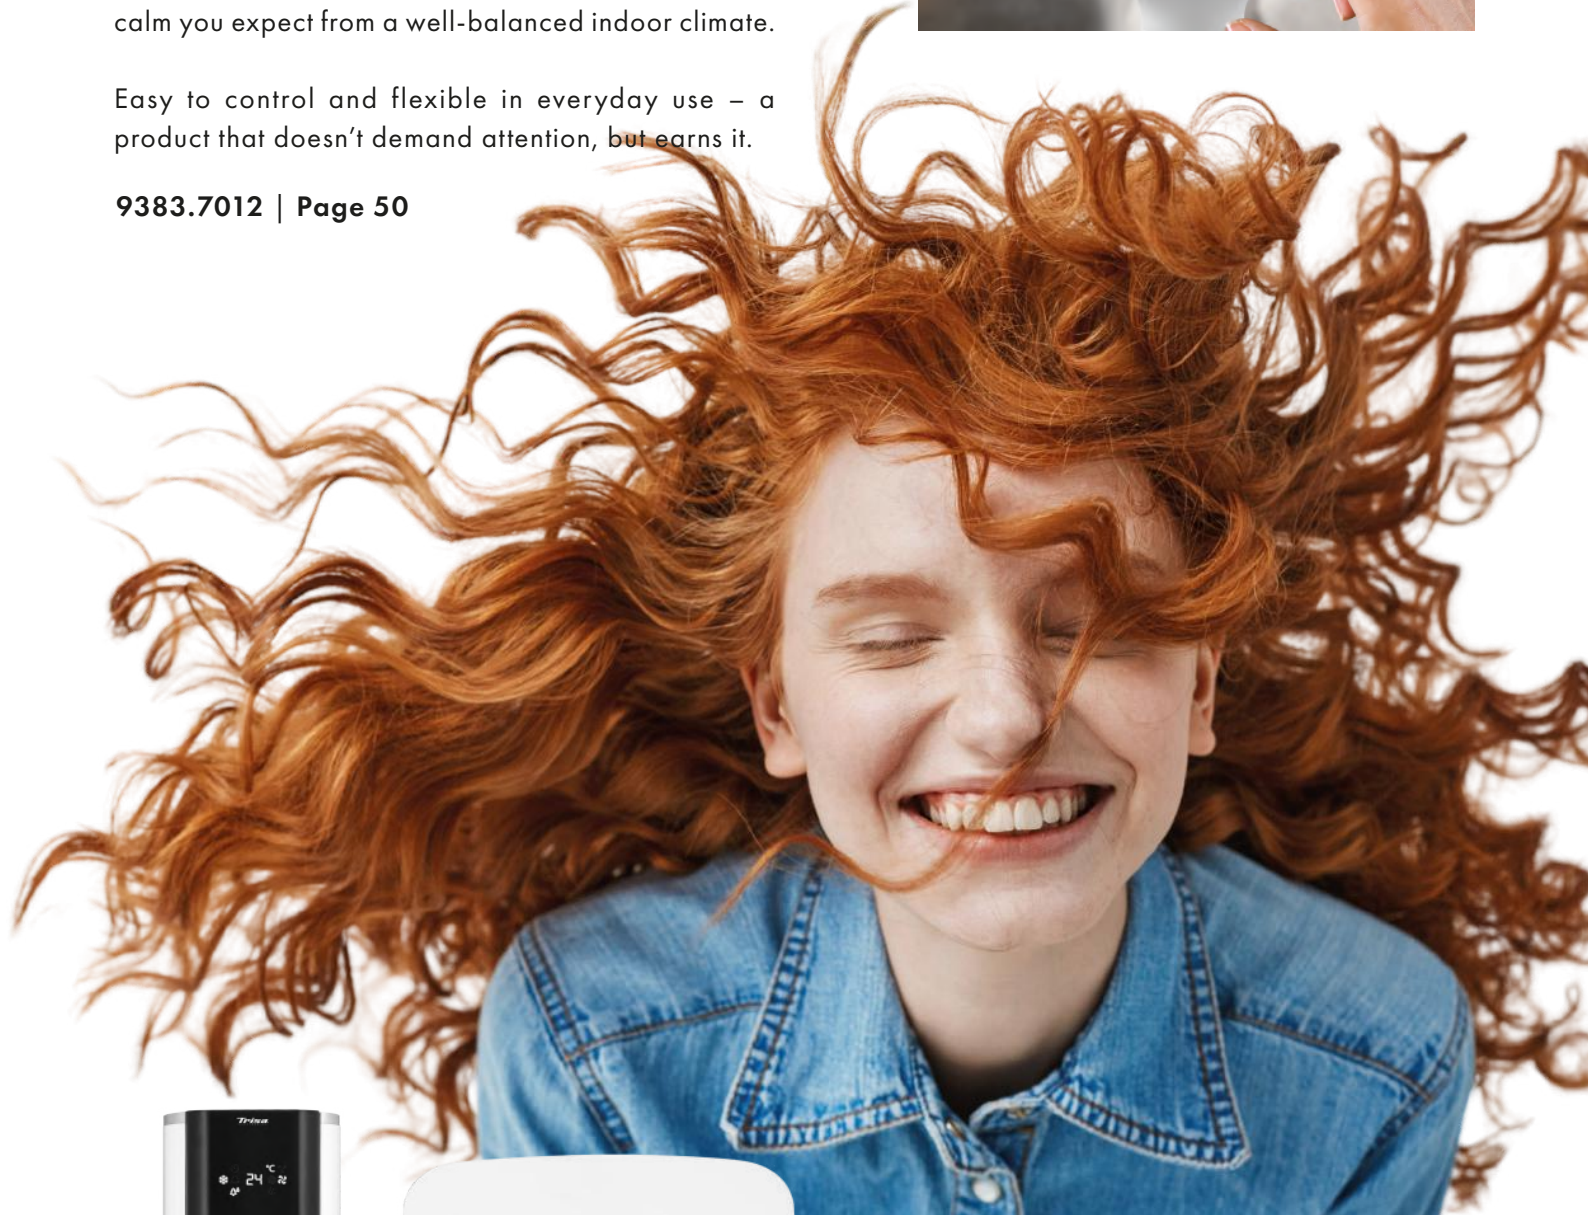 calm you expect from a well-balanced indoor climate.
Easy to control and flexible in everyday use – a
product that doesn’t demand attention, but earns it.
9383.7012 | Page 50
Trisa
°C
24